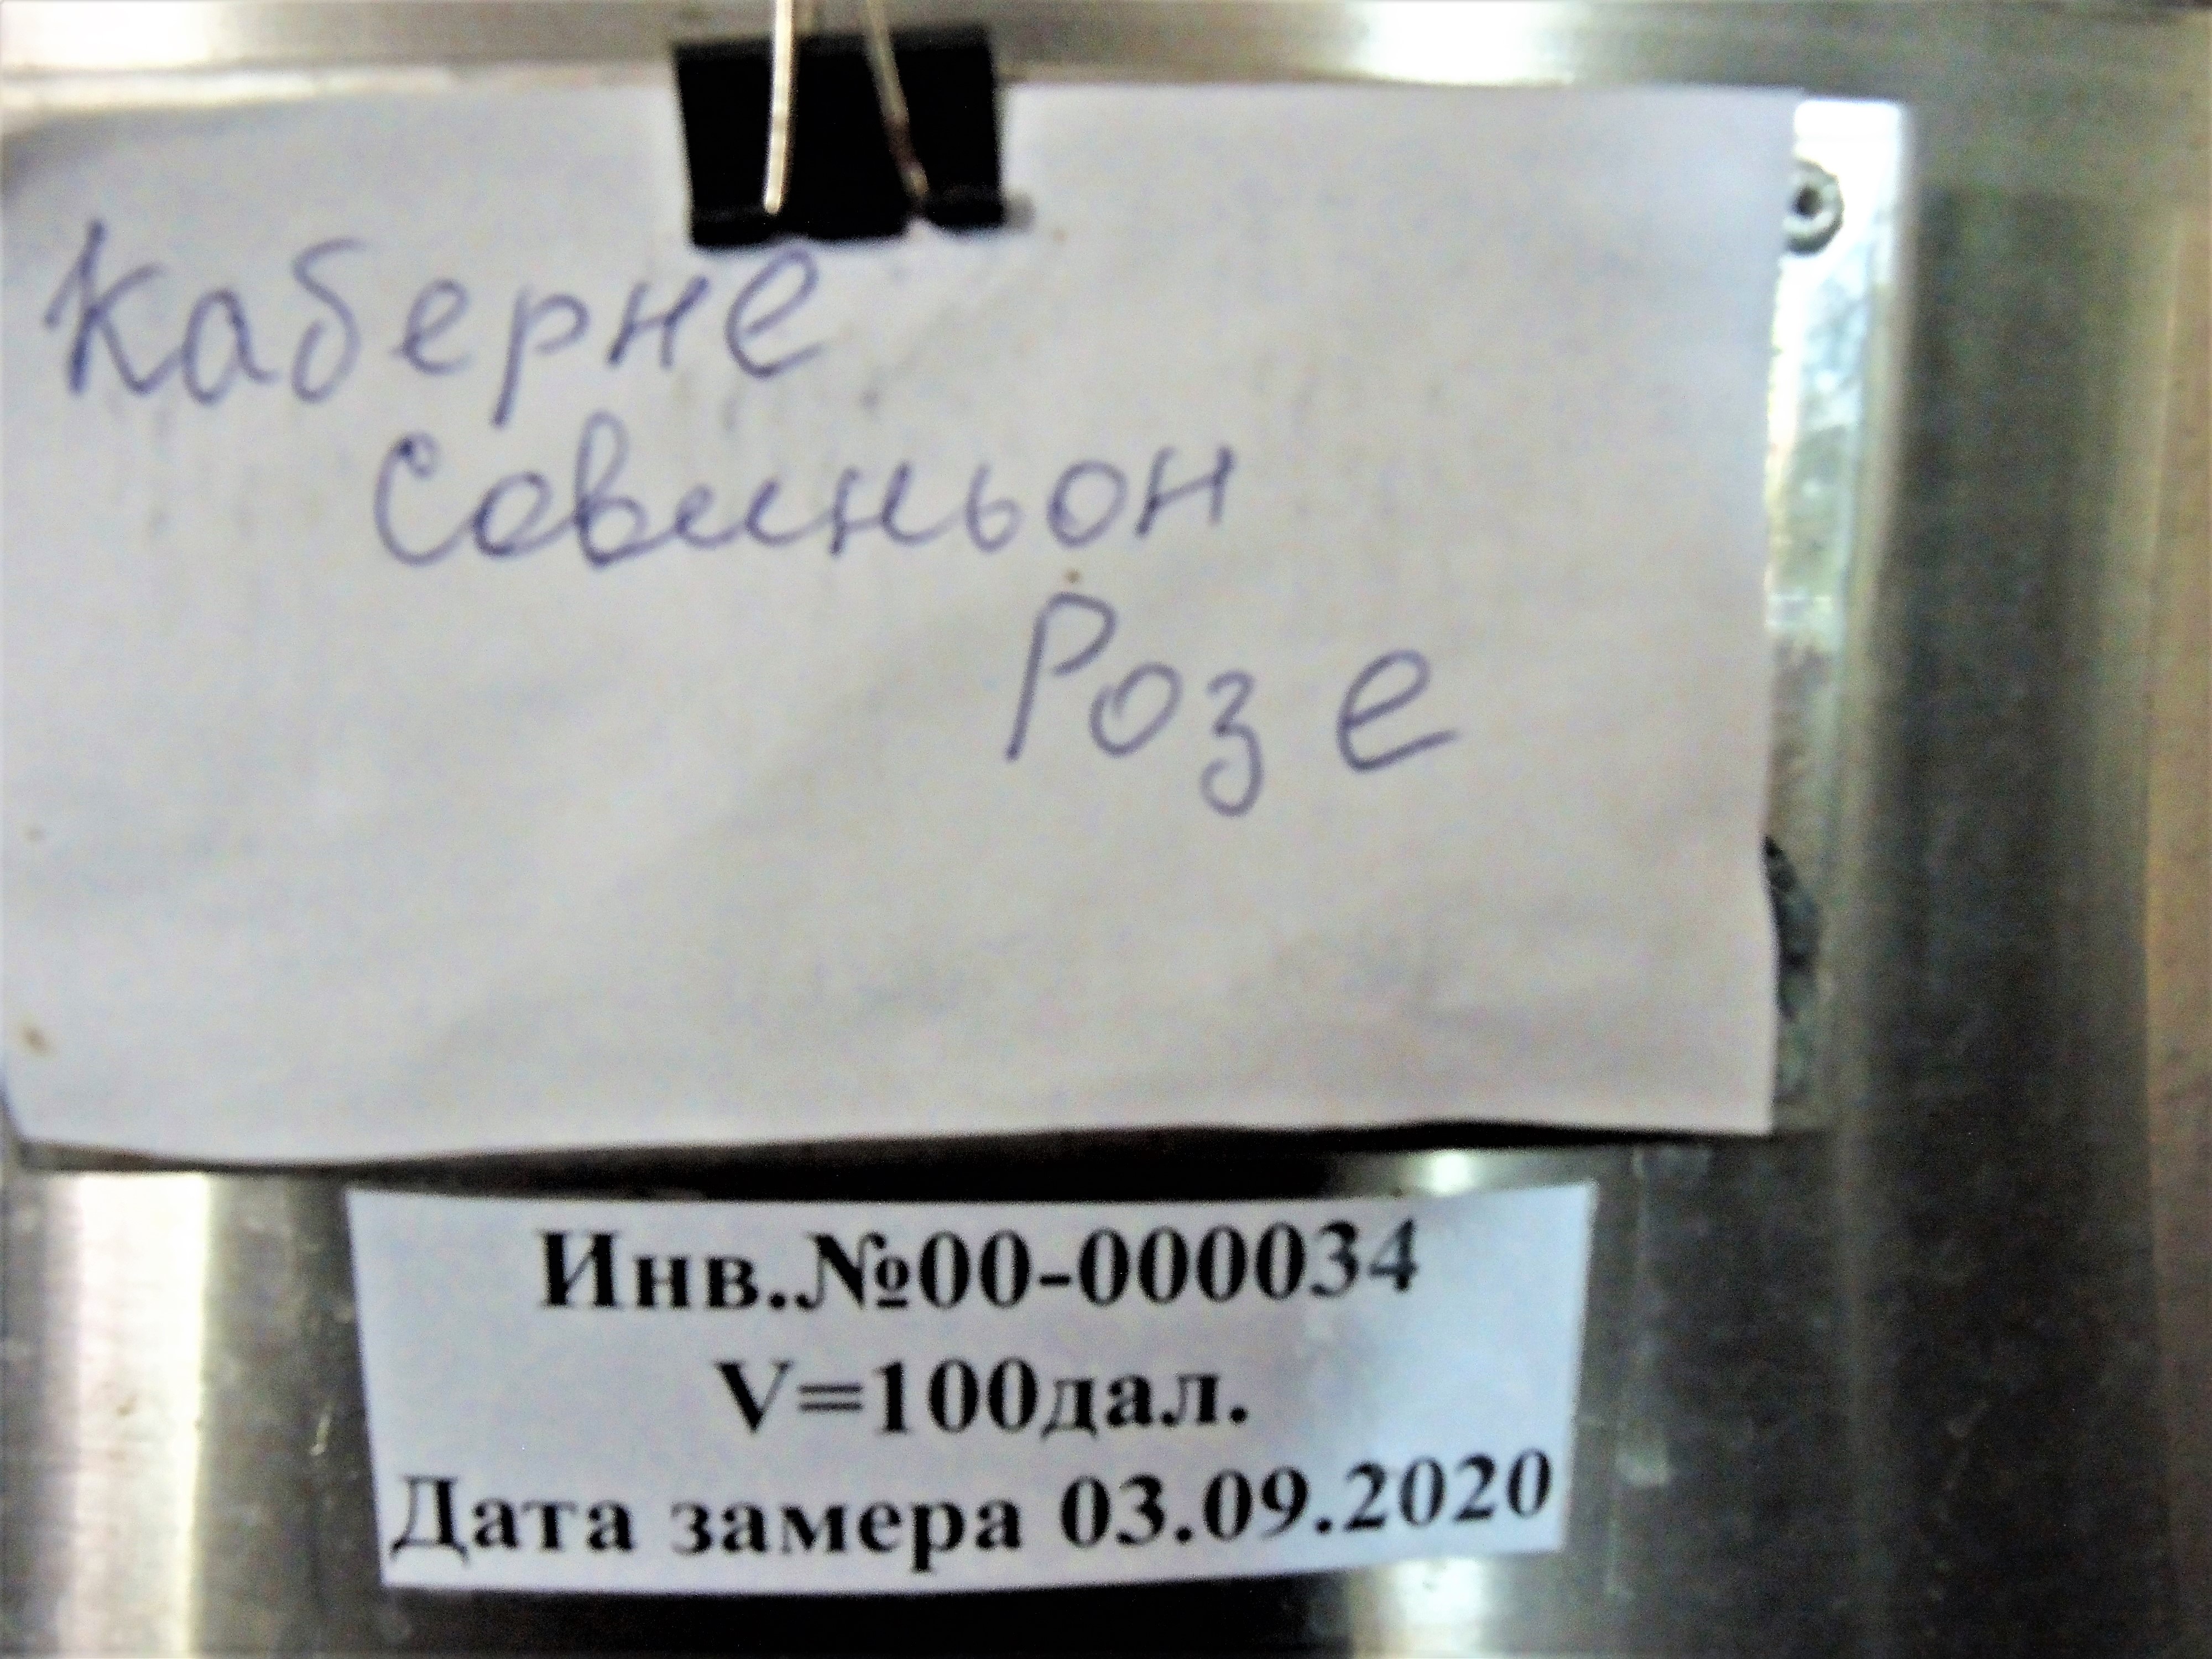 Каберне
Совиньон
Розе
Инв.№00-000034
V=100дал.
Дата замера 03.09.2020